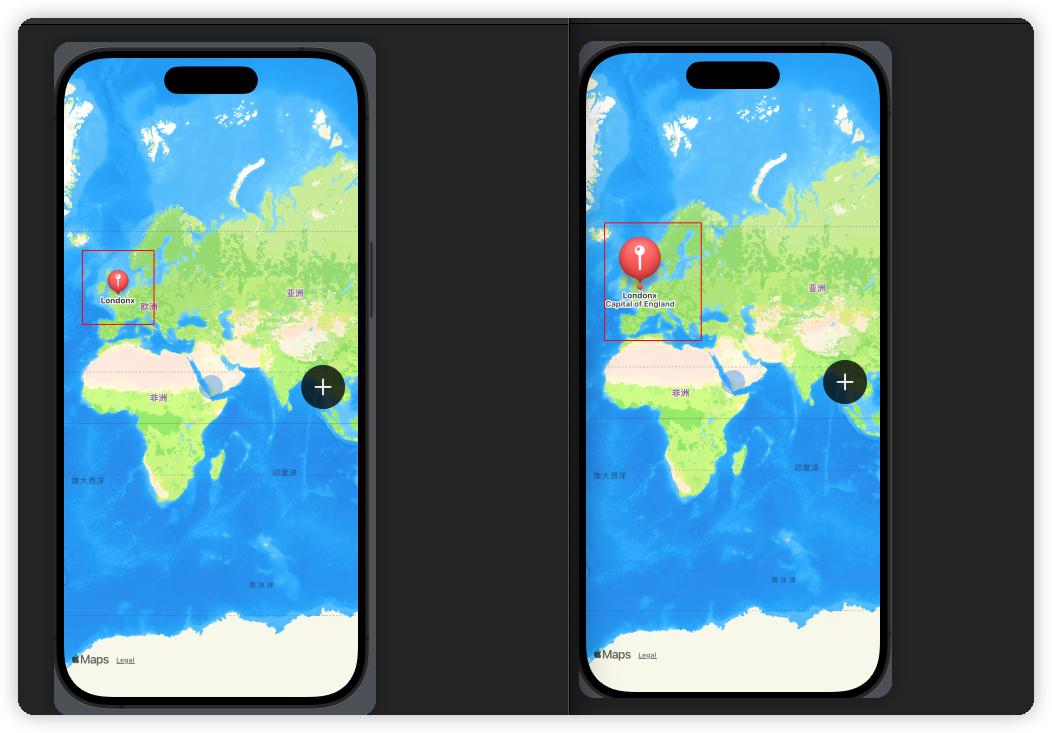 Londonx
欧洲
亚洲
非洲
印度洋
南大西洋
南冰洋
Maps
Legal
Londonx
Capital of England
亚洲
非洲
印度洋
南大西洋
南冰洋
Maps
Legal